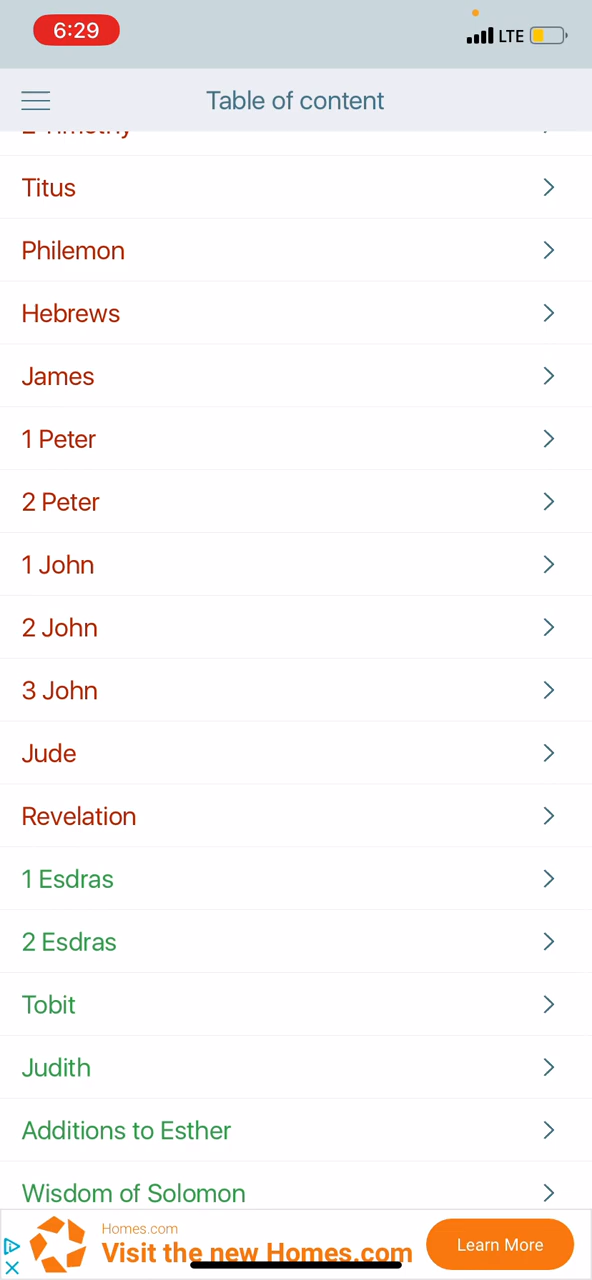 6:29
LTE
Table of content
2 Timothy
Titus
Philemon
Hebrews
James
1 Peter
2 Peter
1 John
2 John
3 John
Jude
Revelation
1 Esdras
2 Esdras
Tobit
Judith
Additions to Esther
Wisdom of Solomon
Homes.com
Visit the new Homes.com
Learn More